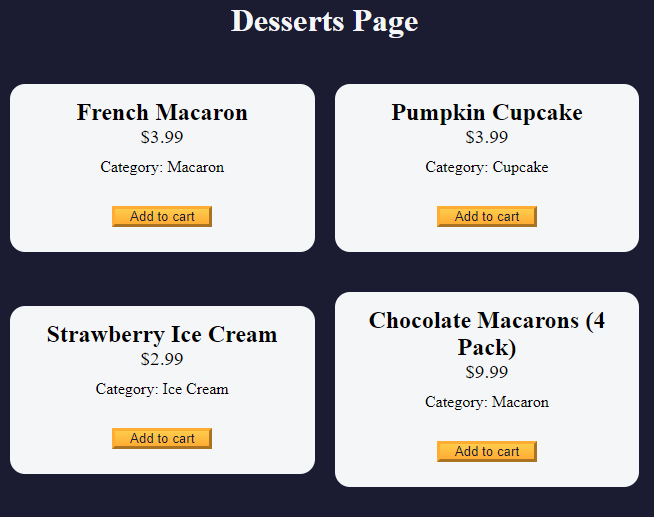 Desserts Page
French Macaron
$3.99
Category: Macaron
Add to cart
Pumpkin Cupcake
$3.99
Category: Cupcake
Add to cart
Strawberry Ice Cream
$2.99
Category: Ice Cream
Add to cart
Chocolate Macarons (4
Pack)
$9.99
Category: Macaron
Add to cart